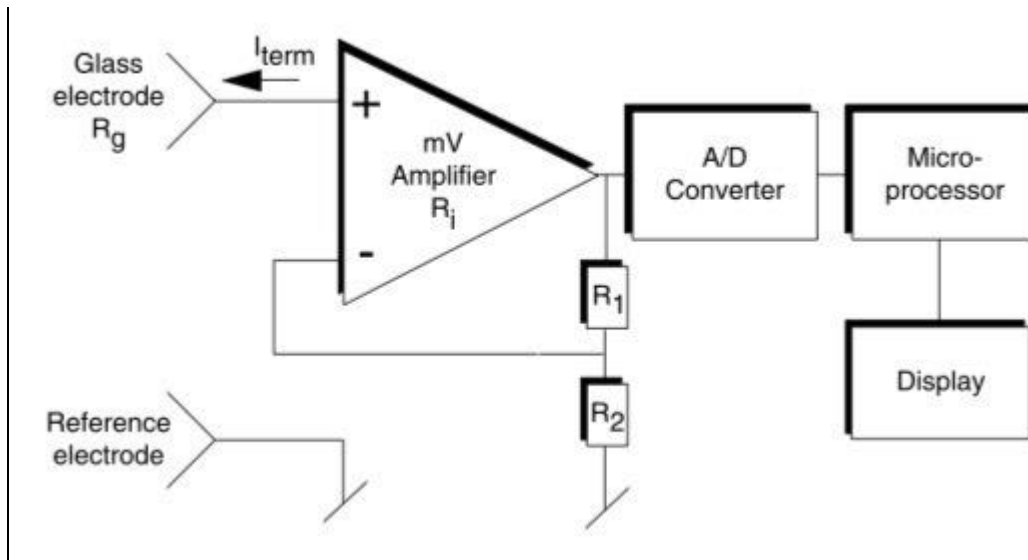 Glass
electrode
Rg
Iterm
+
mV
Amplifier
Ri
-
A/D
Converter
Micro-
processor
R1
R2
Display
Reference
electrode